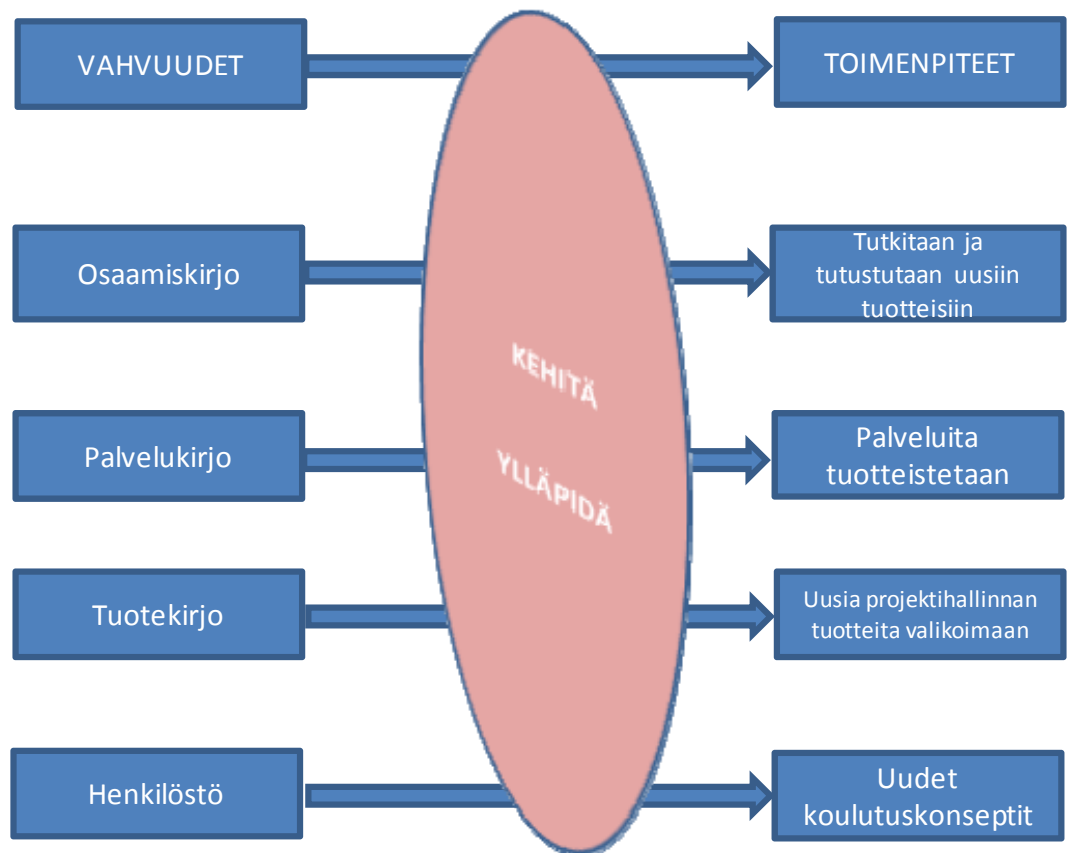 VAHVUUDET
TOIMENPITEET
Osaamiskirjo
Tutkitaan ja
tutustutaan uusiin
tuotteisiin
KEHITÄ
YLLÄPIDÄ
Palvelukirjo
Palveluita
tuotteistetaan
Tuotekirjo
Uusia projektihallinnan
tuotteita valikoimaan
Henkilöstö
Uudet
koulutuskonseptit